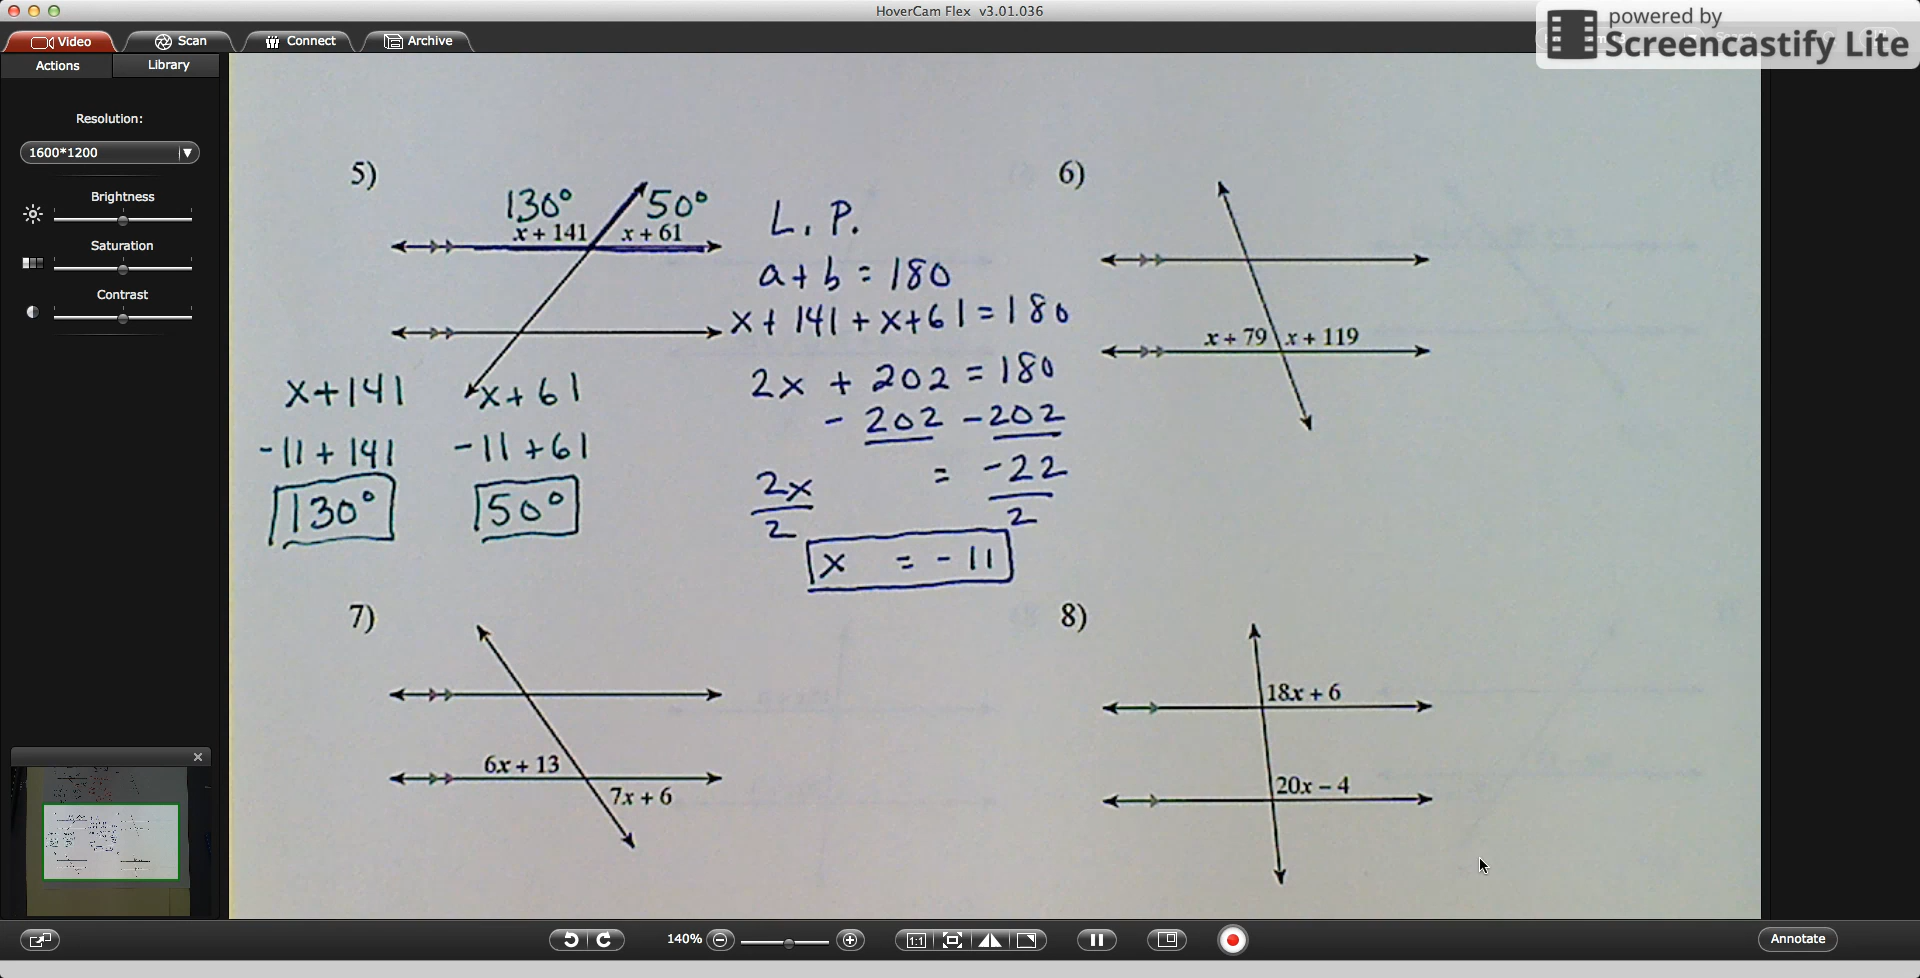 HoverCam Flex v3.01.036
powered by
Screencastify Lite
Video
Scan
Connect
Archive
Actions
Library
Resolution:
1600*1200
Brightness
Saturation
Contrast
5)
130° 50°
x + 141 x + 61
L. P.
a + b = 180
x + 141 + x + 61 = 180
2x + 202 = 180
- 202 - 202
2x = -22
2 2
x = - 11
x + 141
-11 + 141
130°
x + 61
-11 + 61
50°
6)
x + 79 x + 119
7)
6x + 13
7x + 6
8)
18x + 6
20x – 4
140%
1:1
Annotate